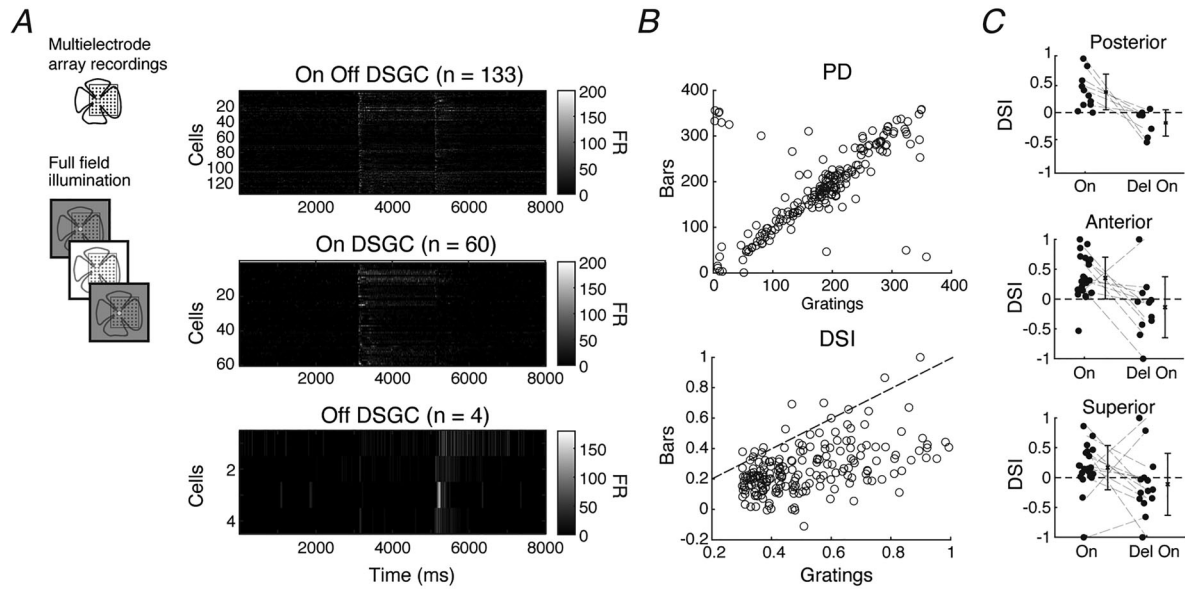 A
Multielectrode
array recordings
Full field
illumination
On Off DSGC (n = 133)
Cells
20
40
60
80
100
120
2000 4000 6000 8000
200
150
100
50
0
FR
On DSGC (n = 60)
Cells
20
40
60
2000 4000 6000 8000
200
150
100
50
0
FR
Off DSGC (n = 4)
Cells
2
4
2000 4000 6000 8000
Time (ms)
150
100
50
0
FR
B
PD
Bars
400
300
200
100
0
0 100 200 300 400
Gratings
DSI
Bars
1
0.8
0.6
0.4
0.2
0
-0.2
0.2 0.4 0.6 0.8 1
Gratings
C
Posterior
DSI
1
0.5
0
-0.5
-1
On Del On
Anterior
DSI
1
0.5
0
-0.5
-1
On Del On
Superior
DSI
1
0.5
0
-0.5
-1
On Del On